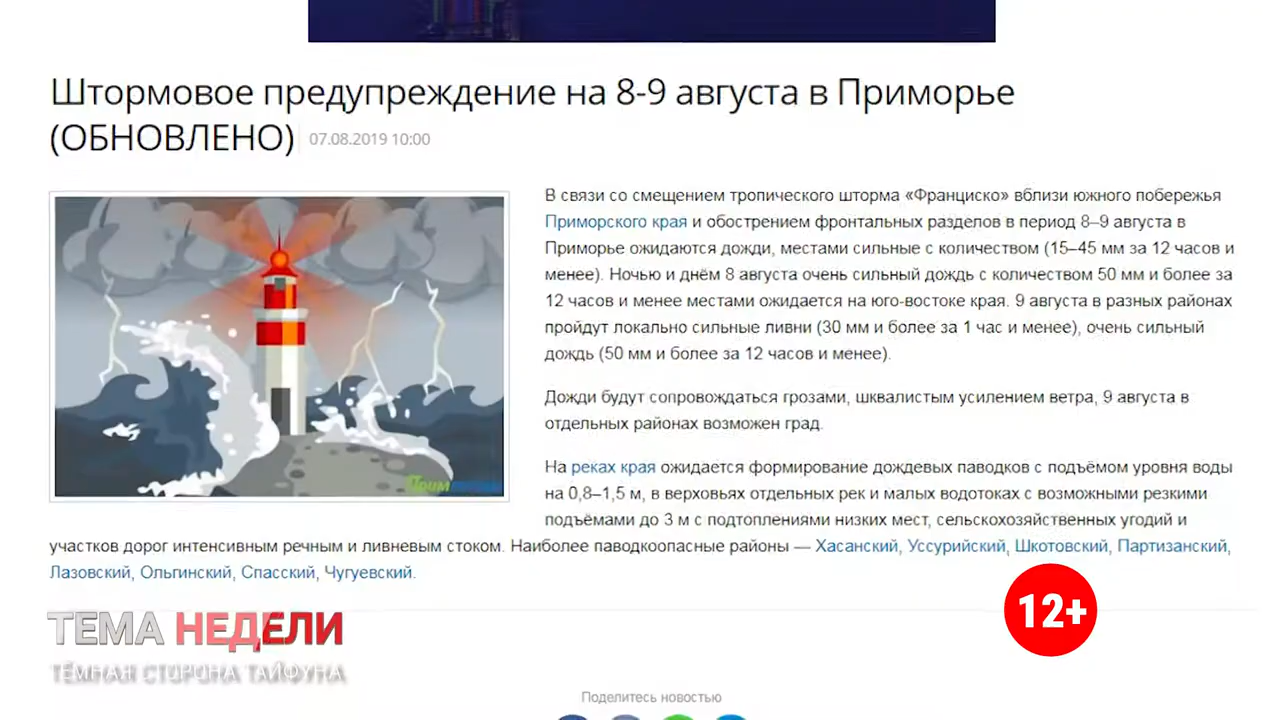 Штормовое предупреждение на 8-9 августа в Приморье
(ОБНОВЛЕНО) 07.08.2019 10:00
В связи со смещением тропического шторма «Франциско» вблизи южного побережья
Приморского края и обострением фронтальных разделов в период 8–9 августа в
Приморье ожидаются дожди, местами сильные с количеством (15–45 мм за 12 часов и
менее). Ночью и днём 8 августа очень сильный дождь с количеством 50 мм и более за
12 часов и менее местами ожидается на юго-востоке края. 9 августа в разных районах
пройдут локально сильные ливни (30 мм и более за 1 час и менее), очень сильный
дождь (50 мм и более за 12 часов и менее).
Дожди будут сопровождаться грозами, шквалистым усилением ветра, 9 августа в
отдельных районах возможен град.
На реках края ожидается формирование дождевых паводков с подъёмом уровня воды
на 0,8–1,5 м, в верховьях отдельных рек и малых водотоках с возможными резкими
подъёмами до 3 м с подтоплениями низких мест, сельскохозяйственных угодий и
участков дорог интенсивным речным и ливневым стоком. Наиболее паводкоопасные районы — Хасанский, Уссурийский, Шкотовский, Партизанский,
Лазовский, Ольгинский, Спасский, Чугуевский.
ТЕМА НЕДЕЛИ
12+
ТЁМНАЯ СТОРОНА ТАЙФУНА
Поделитесь новостью